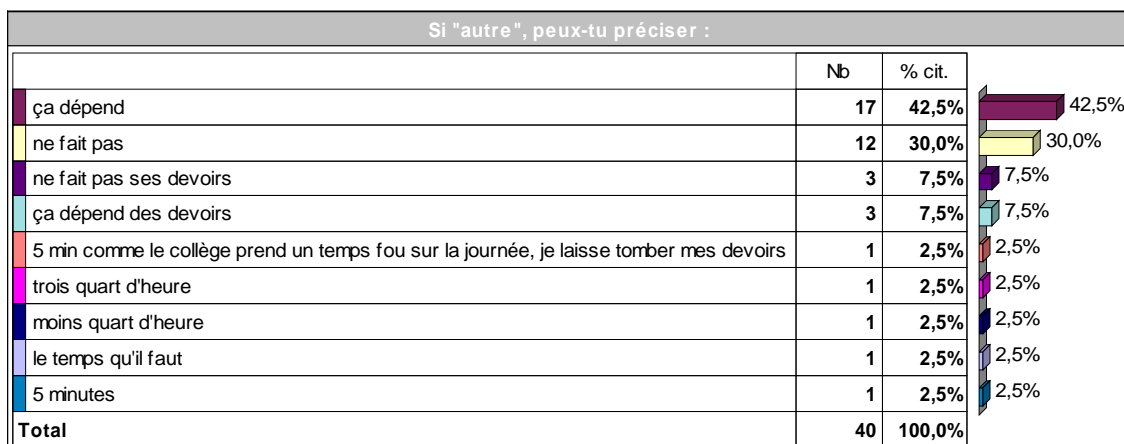 Si "autre", peux-tu préciser :
Nb % cit.
ça dépend 17 42,5% 42,5%
ne fait pas 12 30,0% 30,0%
ne fait pas ses devoirs 3 7,5% 7,5%
ça dépend des devoirs 3 7,5% 7,5%
5 min comme le collège prend un temps fou sur la journée, je laisse tomber mes devoirs 1 2,5% 2,5%
trois quart d'heure 1 2,5% 2,5%
moins quart d'heure 1 2,5% 2,5%
le temps qu'il faut 1 2,5% 2,5%
5 minutes 1 2,5% 2,5%
Total 40 100,0%